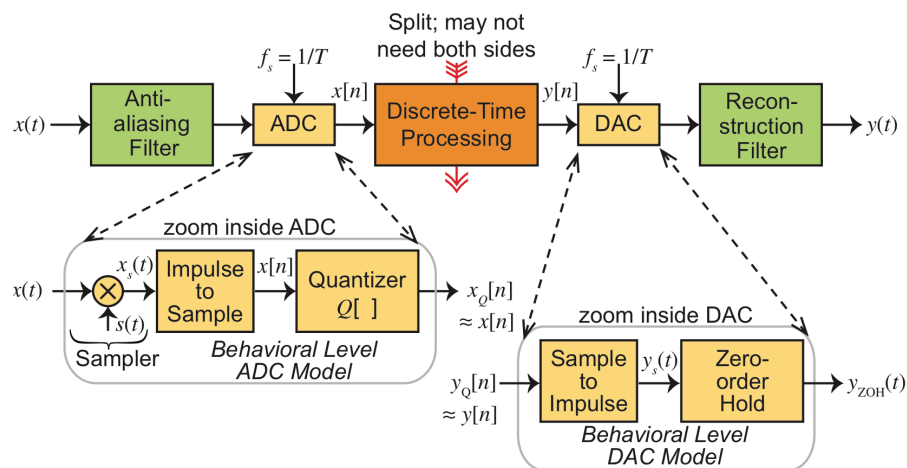 Split; may not
need both sides
f_s = 1/T
f_s = 1/T
x(t)
Anti-
aliasing
Filter
ADC
x[n]
Discrete-Time
Processing
y[n]
DAC
Recon-
struction
Filter
y(t)
zoom inside ADC
x(t)
x_s(t)
s(t)
Sampler
Impulse
to
Sample
x[n]
Quantizer
Q[ ]
x_Q[n]
≈ x[n]
Behavioral Level
ADC Model
zoom inside DAC
y_Q[n]
≈ y[n]
Sample
to
Impulse
y_s(t)
Zero-
order
Hold
y_ZOH(t)
Behavioral Level
DAC Model